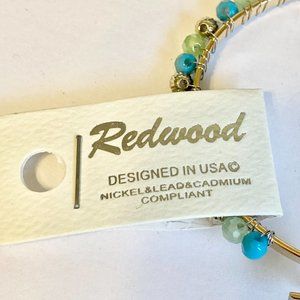 Redwood
DESIGNED IN USA©
NICKEL&LEAD&CADMIUM
COMPLIANT